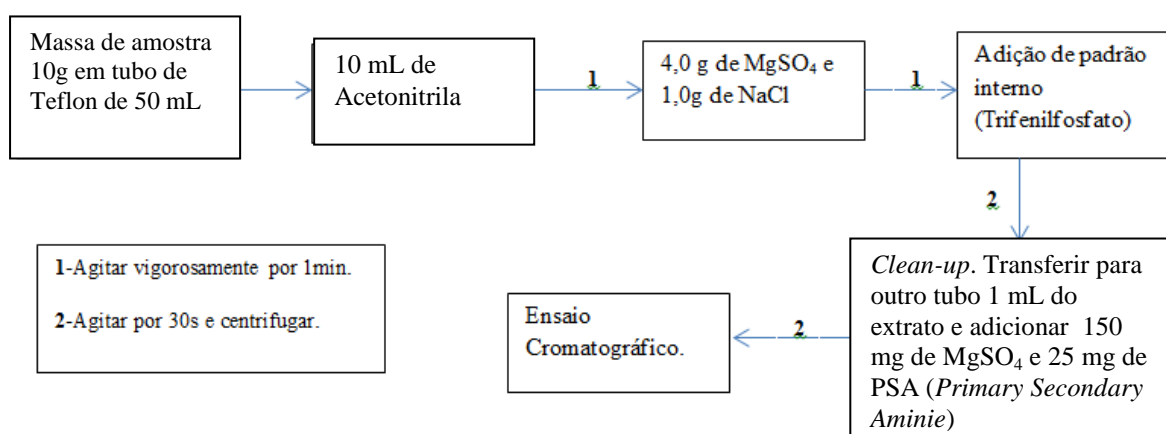 Massa de amostra
10g em tubo de
Teflon de 50 mL
10 mL de
Acetonitrila
1
4,0 g de MgSO₄ e
1,0g de NaCl
1
Adição de padrão
interno
(Trifenilfosfato)
2
Clean-up. Transferir para
outro tubo 1 mL do
extrato e adicionar 150
mg de MgSO₄ e 25 mg de
PSA (Primary Secondary
Aminie)
2
Ensaio
Cromatográfico.
1-Agitar vigorosamente por 1min.
2-Agitar por 30s e centrifugar.